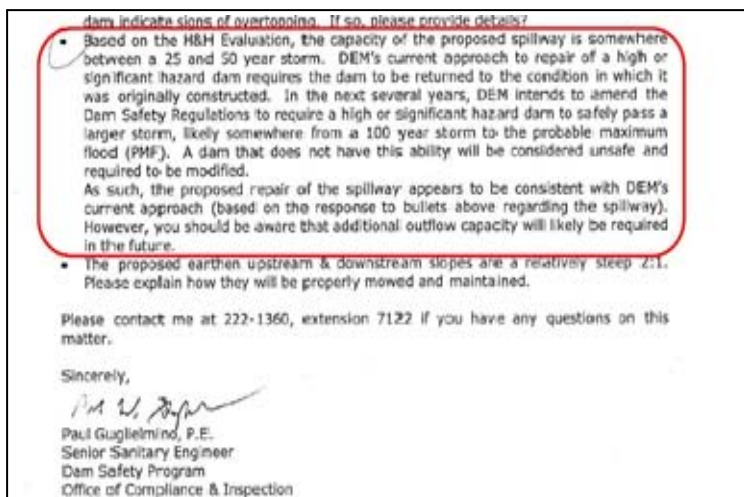 dam indicate signs of overtopping. If so, please provide details?
• Based on the H&H Evaluation, the capacity of the proposed spillway is somewhere
between a 25 and 50 year storm. DEM's current approach to repair of a high or
significant hazard dam requires the dam to be returned to the condition in which it
was originally constructed. In the next several years, DEM intends to amend the
Dam Safety Regulations to require a high or significant hazard dam to safely pass a
larger storm, likely somewhere from a 100 year storm to the probable maximum
flood (PMF). A dam that does not have this ability will be considered unsafe and
required to be modified.
As such, the proposed repair of the spillway appears to be consistent with DEM's
current approach (based on the response to bullets above regarding the spillway).
However, you should be aware that additional outflow capacity will likely be required
in the future.
• The proposed earthen upstream & downstream slopes are a relatively steep 2:1.
Please explain how they will be properly mowed and maintained.
Please contact me at 222-1360, extension 7122 if you have any questions on this
matter.
Sincerely,
Paul Guglielmino, P.E.
Senior Sanitary Engineer
Dam Safety Program
Office of Compliance & Inspection